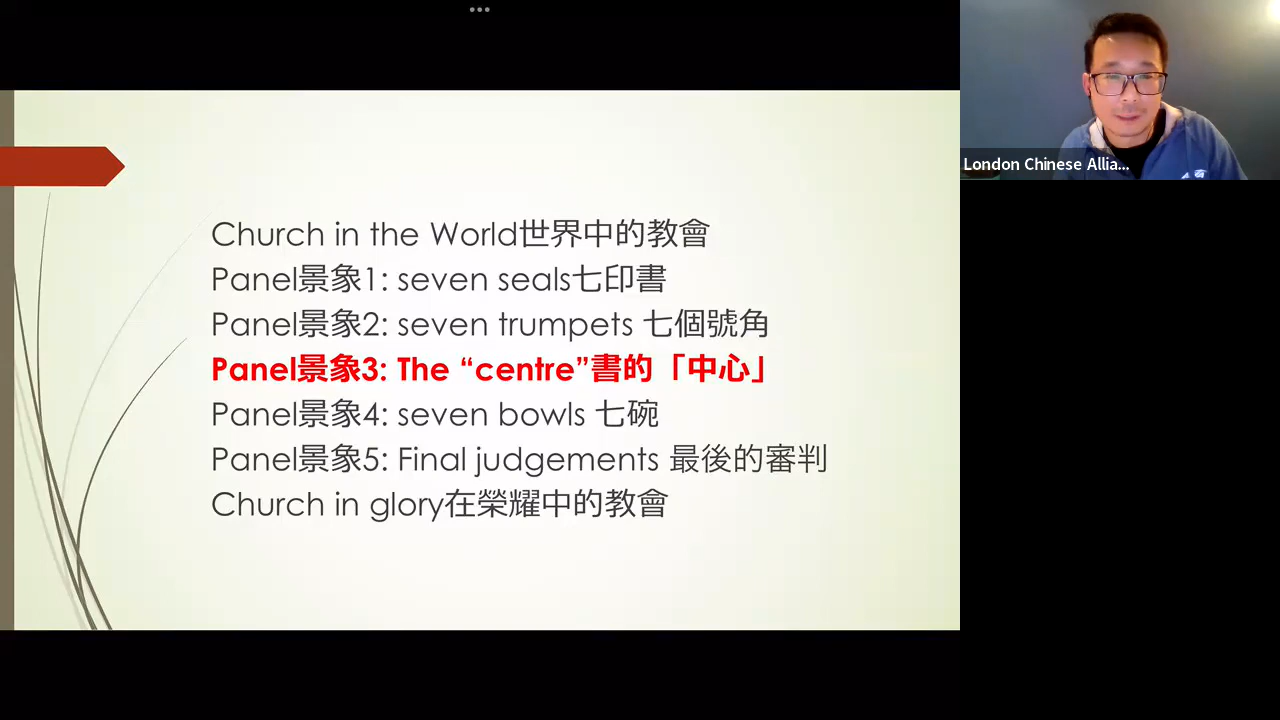 Church in the World世界中的教會
Panel景象1: seven seals七印書
Panel景象2: seven trumpets 七個號角
Panel景象3: The “centre”書的「中心」
Panel景象4: seven bowls 七碗
Panel景象5: Final judgements 最後的審判
Church in glory在榮耀中的教會
London Chinese Allia...